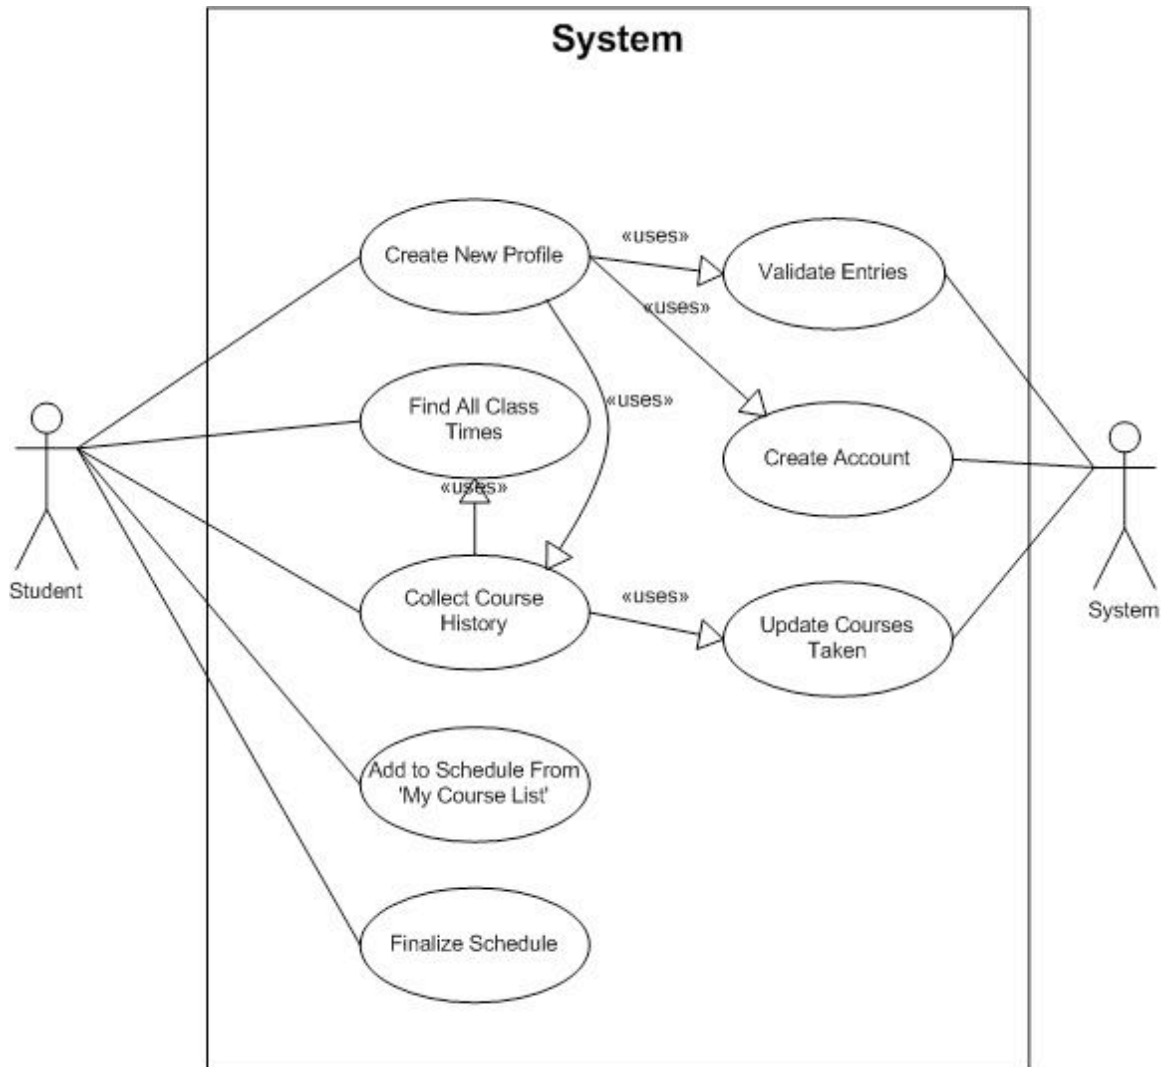 System
Create New Profile
«uses»
Validate Entries
«uses»
Find All Class
Times
«uses»
«uses»
Create Account
Student
Collect Course
History
«uses»
Update Courses
Taken
System
Add to Schedule From
'My Course List'
Finalize Schedule